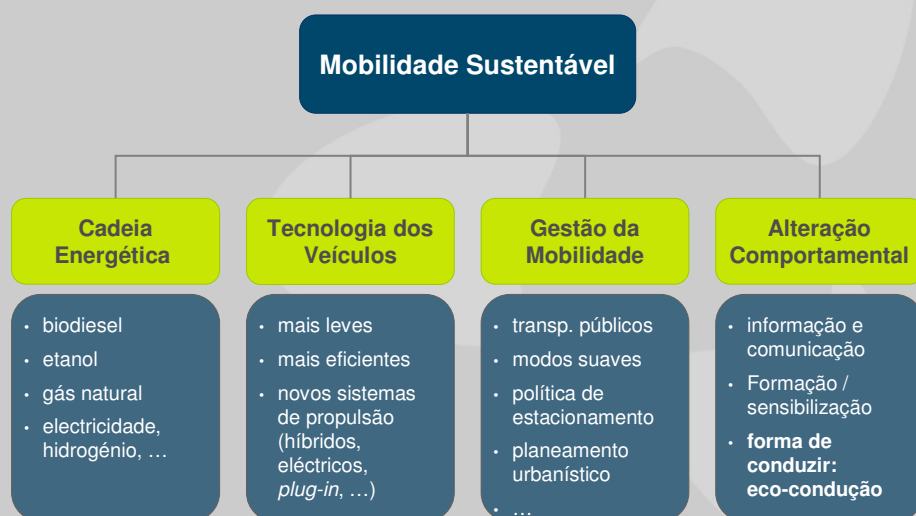 Mobilidade Sustentável
Cadeia
Energética
• biodiesel
• etanol
• gás natural
• electricidade,
hidrogénio, …
Tecnologia dos
Veículos
• mais leves
• mais eficientes
• novos sistemas
de propulsão
(híbridos,
eléctricos,
plug-in, …)
Gestão da
Mobilidade
• transp. públicos
• modos suaves
• política de
estacionamento
• planeamento
urbanístico
• …
Alteração
Comportamental
• informação e
comunicação
• Formação /
sensibilização
• forma de
conduzir:
eco-condução